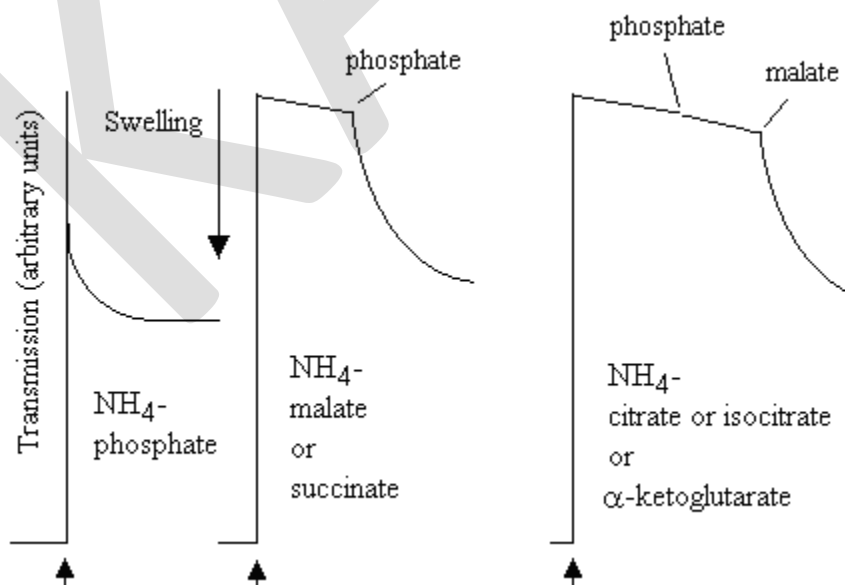 Transmission (arbitrary units)
Swelling
NH4-
phosphate
phosphate
NH4-
malate
or
succinate
phosphate
malate
NH4-
citrate or isocitrate
or
α-ketoglutarate